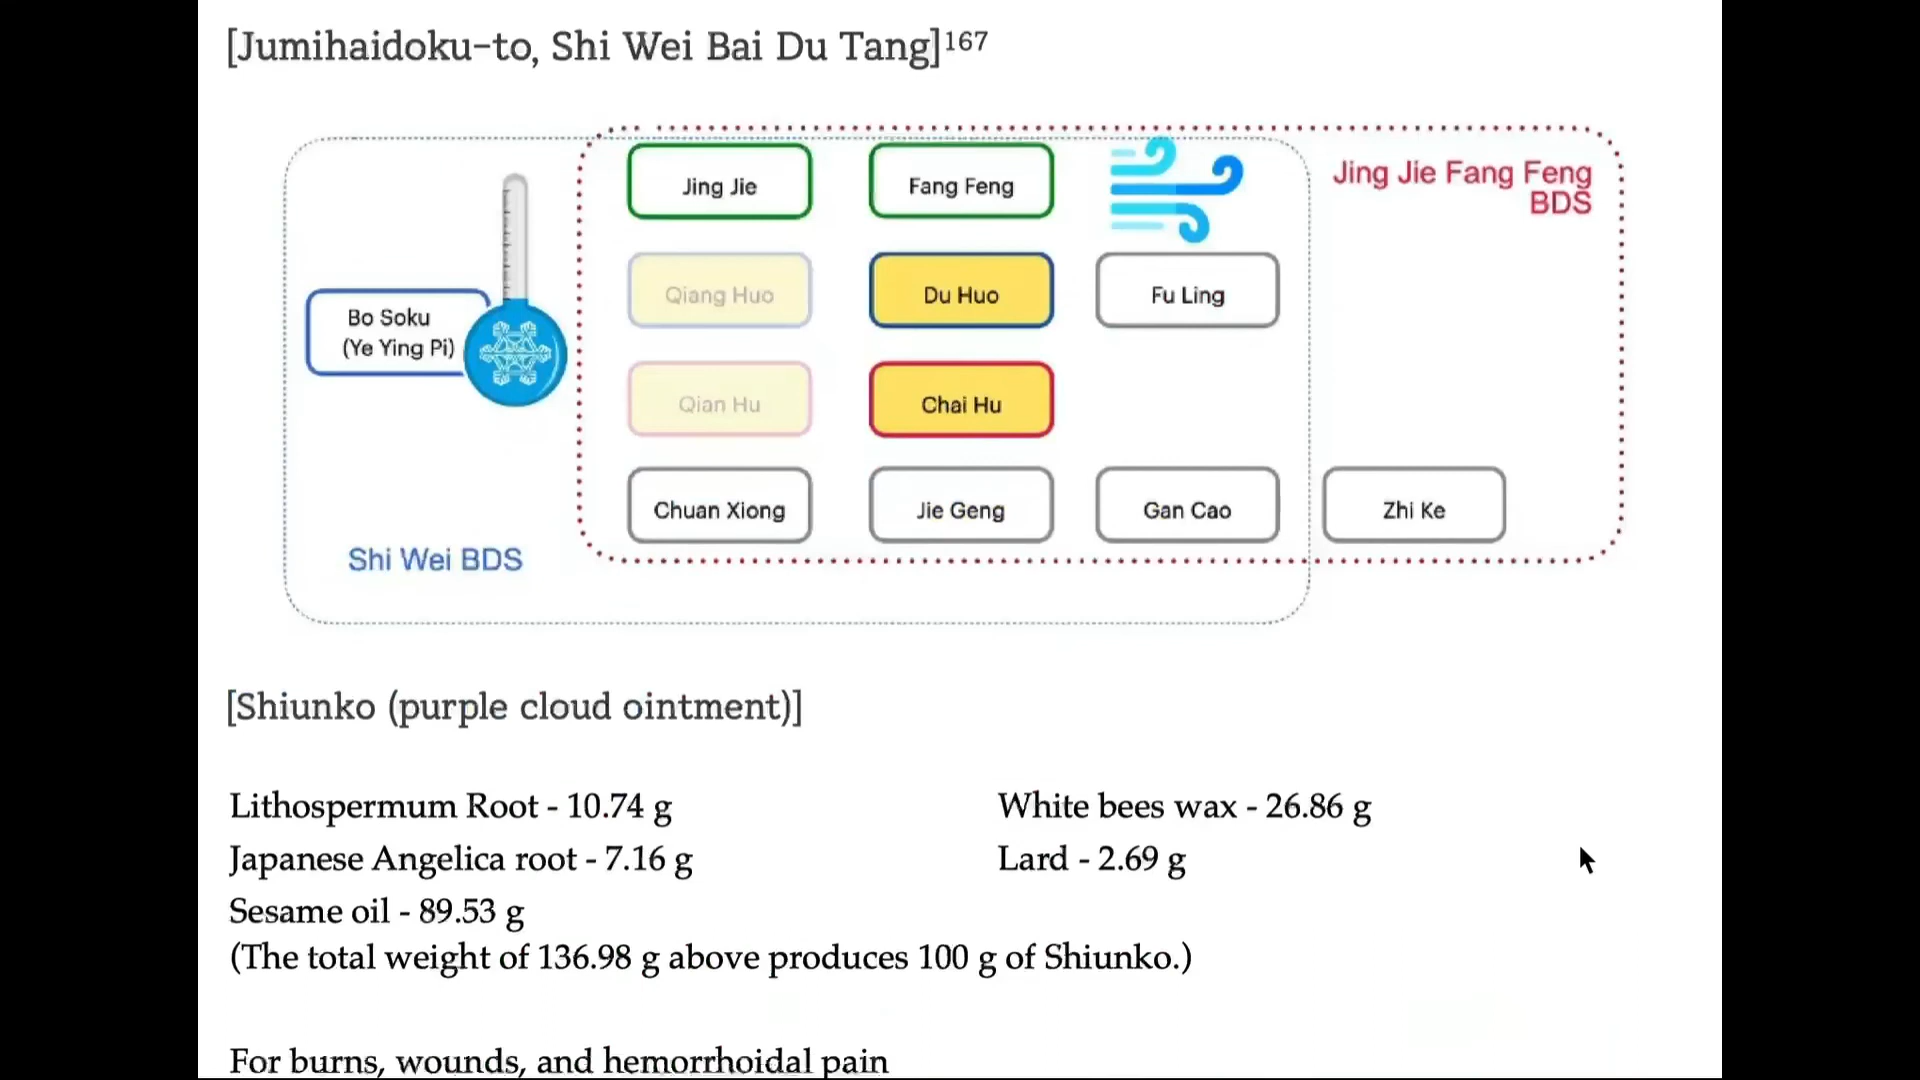 [Jumihaidoku-to, Shi Wei Bai Du Tang]167
Jing Jie
Fang Feng
Jing Jie Fang Feng
BDS
Qiang Huo
Du Huo
Fu Ling
Bo Soku
(Ye Ying Pi)
Qian Hu
Chai Hu
Chuan Xiong
Jie Geng
Gan Cao
Zhi Ke
Shi Wei BDS
[Shiunko (purple cloud ointment)]
Lithospermum Root - 10.74 g
White bees wax - 26.86 g
Japanese Angelica root - 7.16 g
Lard - 2.69 g
Sesame oil - 89.53 g
(The total weight of 136.98 g above produces 100 g of Shiunko.)
For burns, wounds, and hemorrhoidal pain